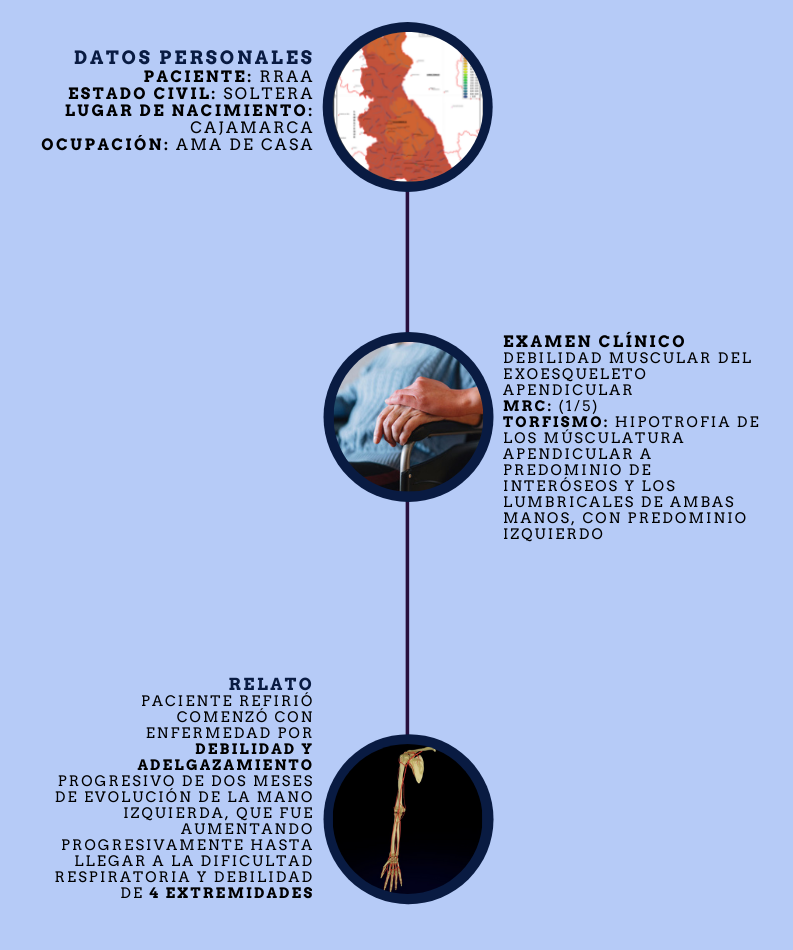 DATOS PERSONALES
PACIENTE: RRAA
ESTADO CIVIL: SOLTERA
LUGAR DE NACIMIENTO:
CAJAMARCA
OCUPACIÓN: AMA DE CASA
EXAMEN CLÍNICO
DEBILIDAD MUSCULAR DEL
EXOESQUELETO
APENDICULAR
MRC: (1/5)
TORFISMO: HIPOTROFIA DE
LOS MÚSCULATURA
APENDICULAR A
PREDOMINIO DE
INTERÓSEOS Y LOS
LUMBRICALES DE AMBAS
MANOS, CON PREDOMINIO
IZQUIERDO
RELATO
PACIENTE REFIRIÓ
COMENZÓ CON
ENFERMEDAD POR
DEBILIDAD Y
ADELGAZAMIENTO
PROGRESIVO DE DOS MESES
DE EVOLUCIÓN DE LA MANO
IZQUIERDA, QUE FUE
AUMENTANDO
PROGRESIVAMENTE HASTA
LLEGAR A LA DIFICULTAD
RESPIRATORIA Y DEBILIDAD
DE 4 EXTREMIDADES